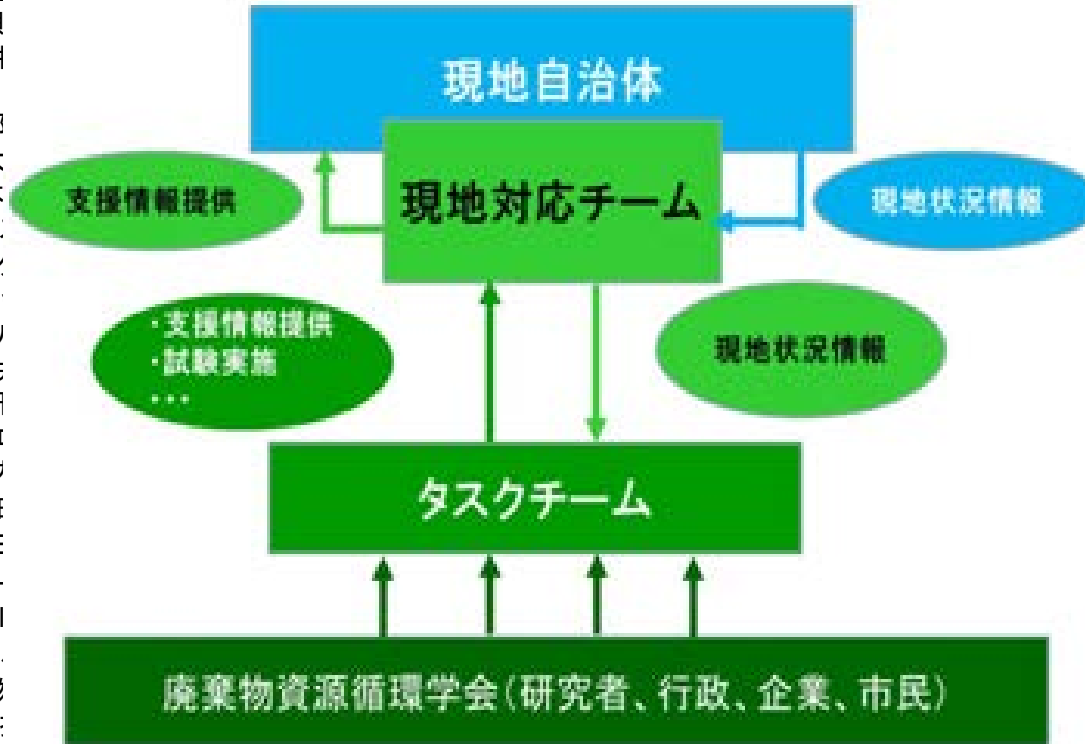 現地自治体
支援情報提供
現地対応チーム
現地状況情報
・支援情報提供
・試験実施
・・・
現地状況情報
タスクチーム
廃棄物資源循環学会(研究者、行政、企業、市民)